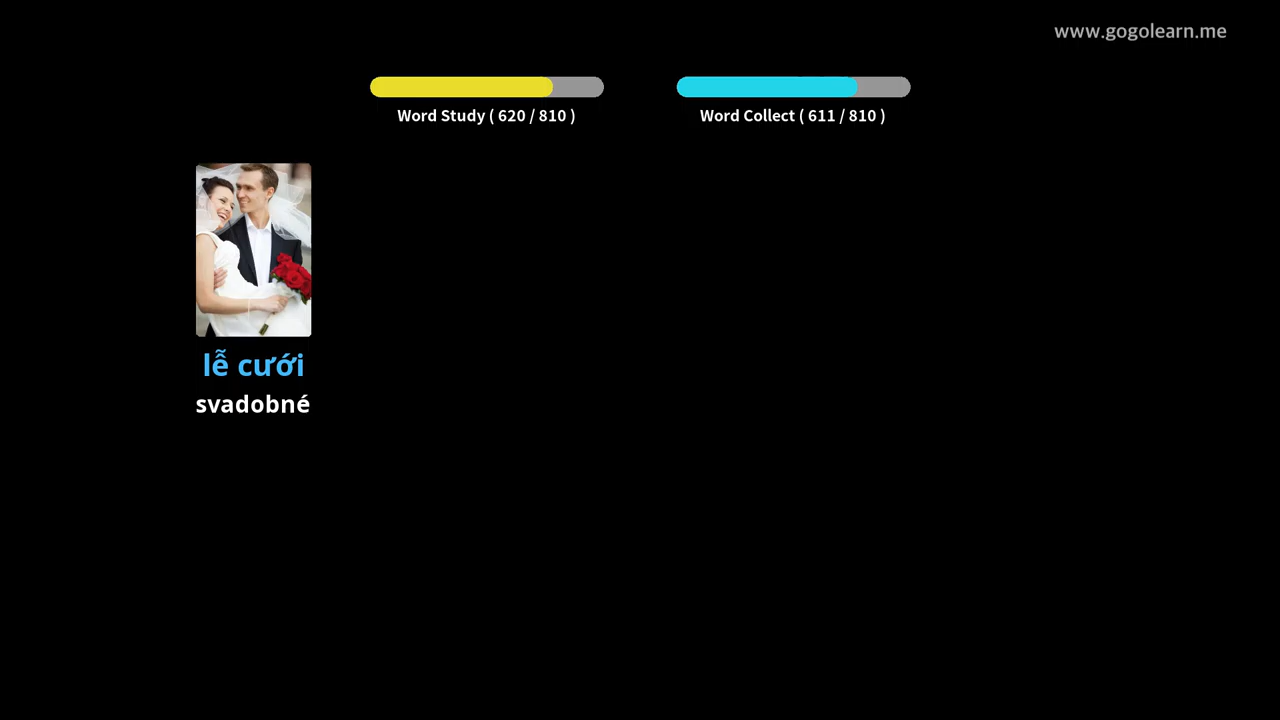 www.gogolearn.me
Word Study ( 620 / 810 )
Word Collect ( 611 / 810 )
lễ cưới
svadobné